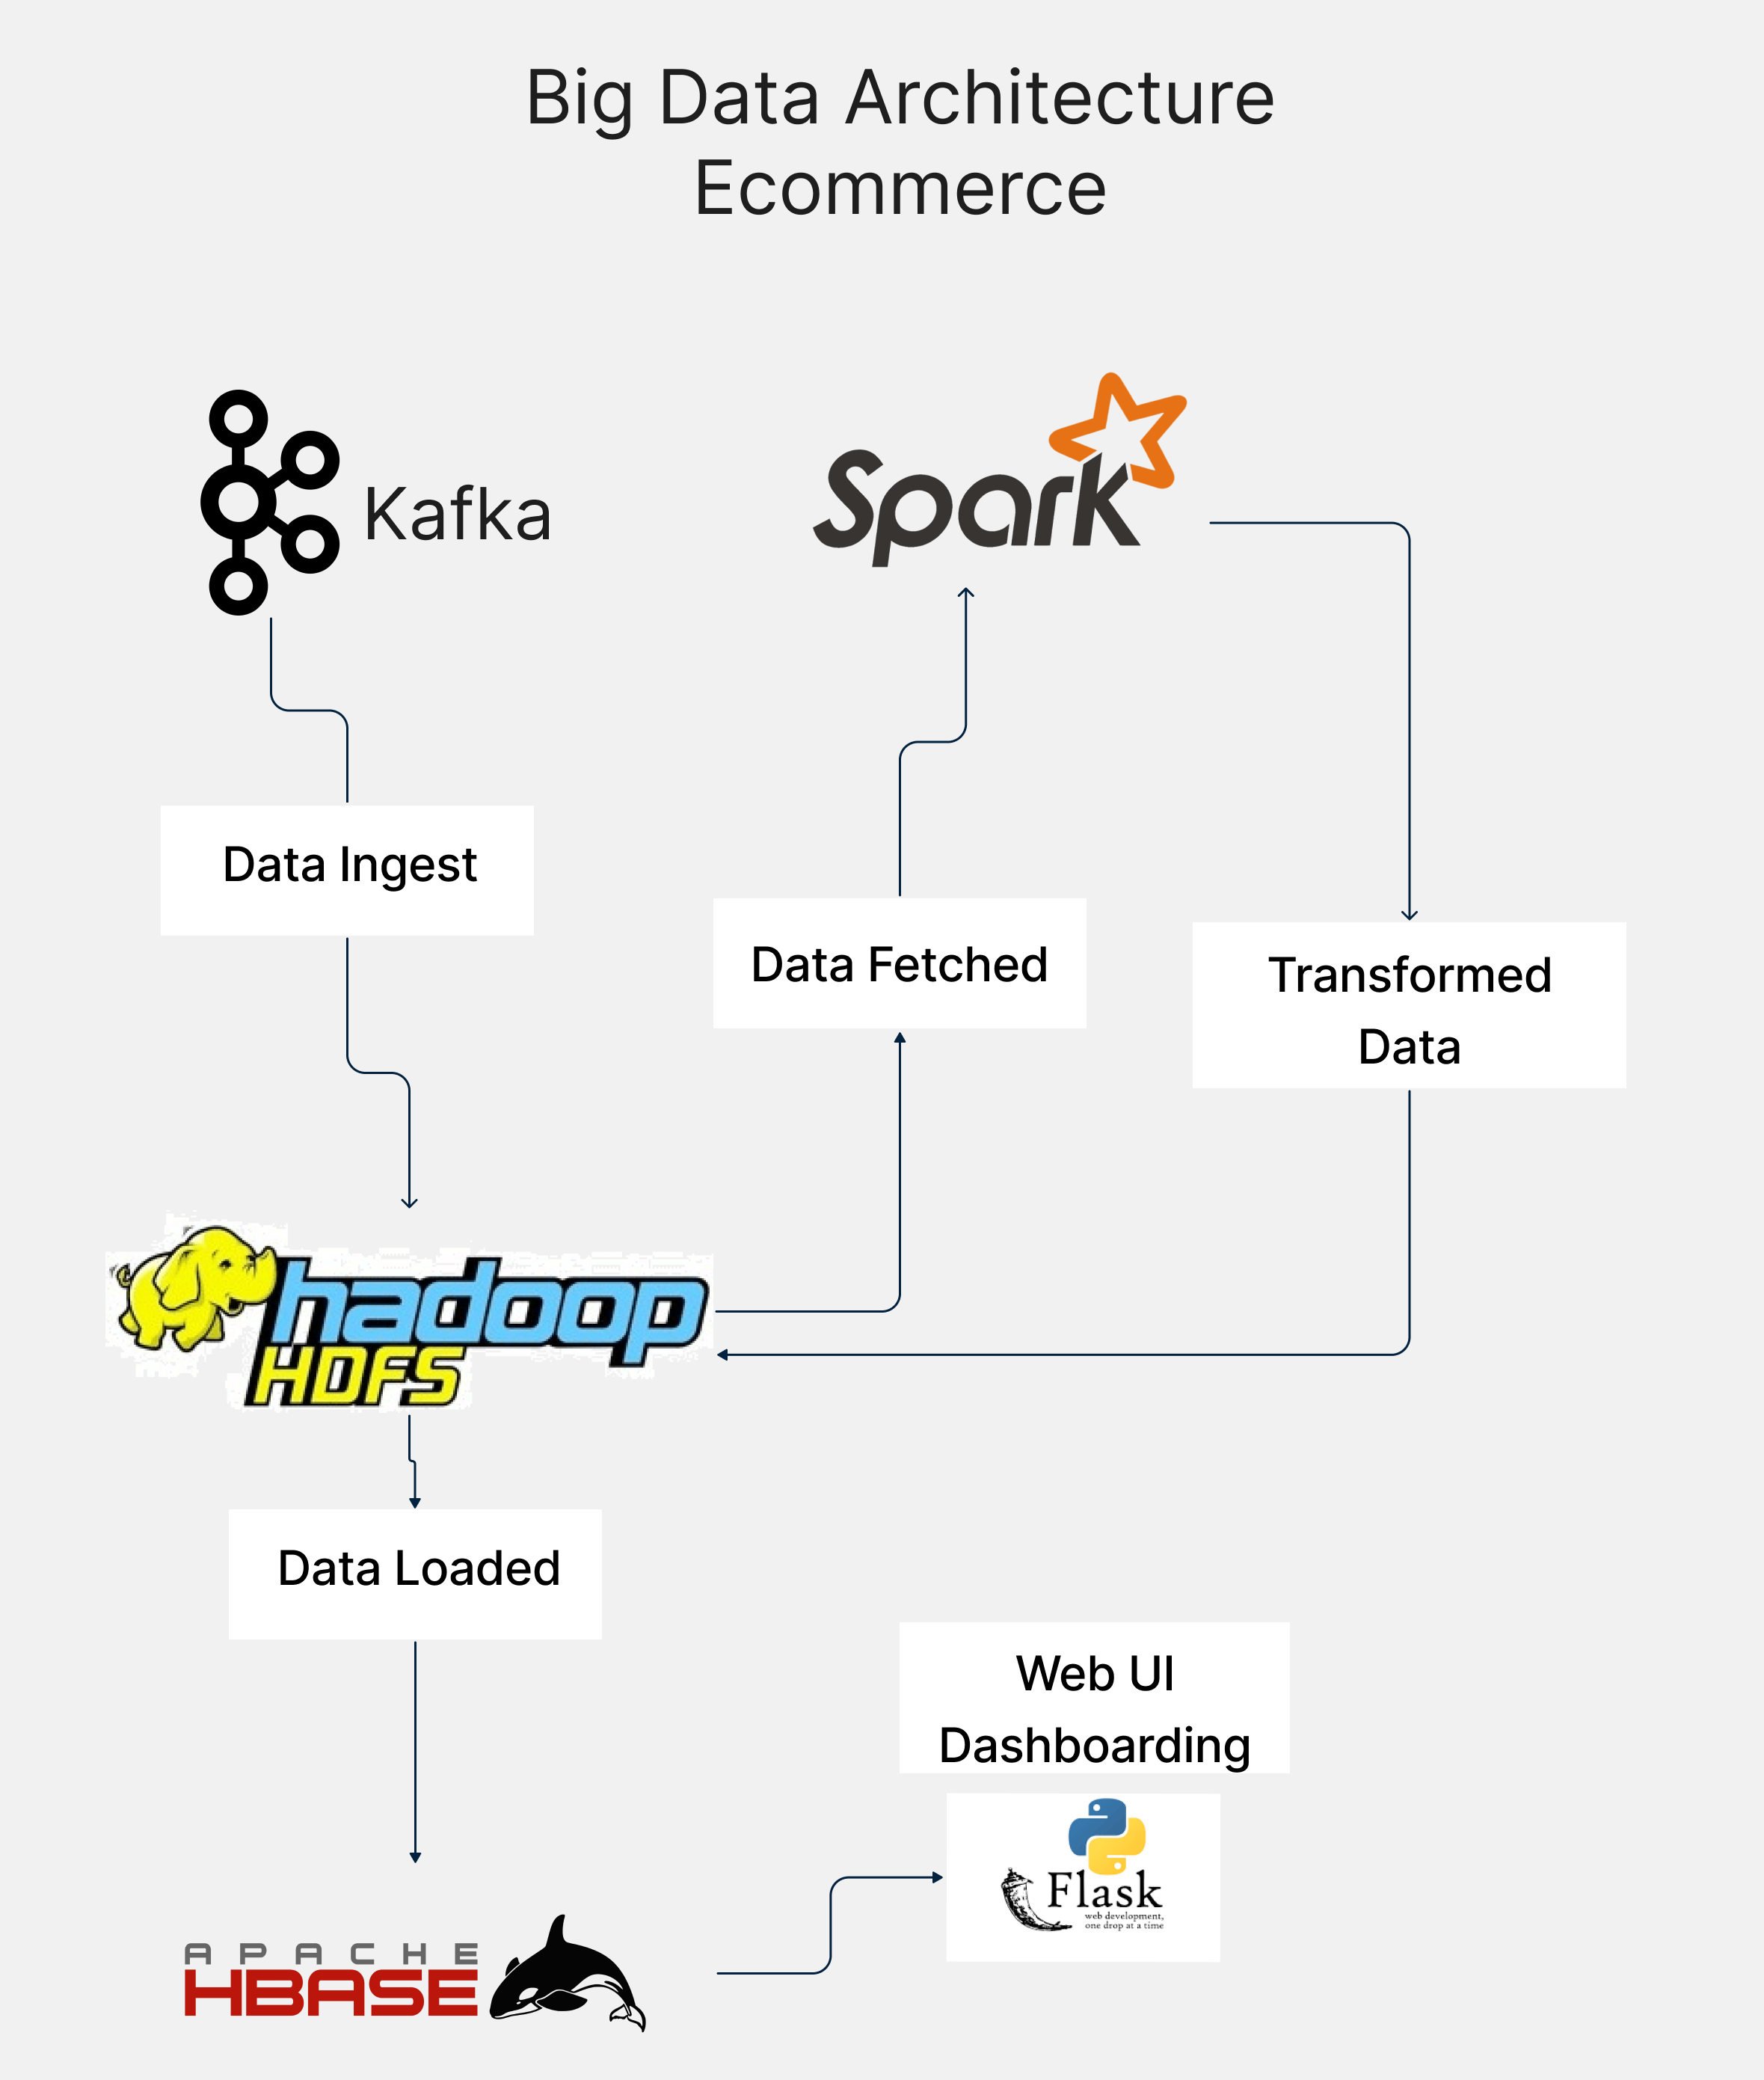 Big Data Architecture
Ecommerce
Kafka
Spark
Data Ingest
Data Fetched
Transformed
Data
hadoop
HDFS
Data Loaded
Web UI
Dashboarding
Flask
web development,
one drop at a time
APACHE
HBASE